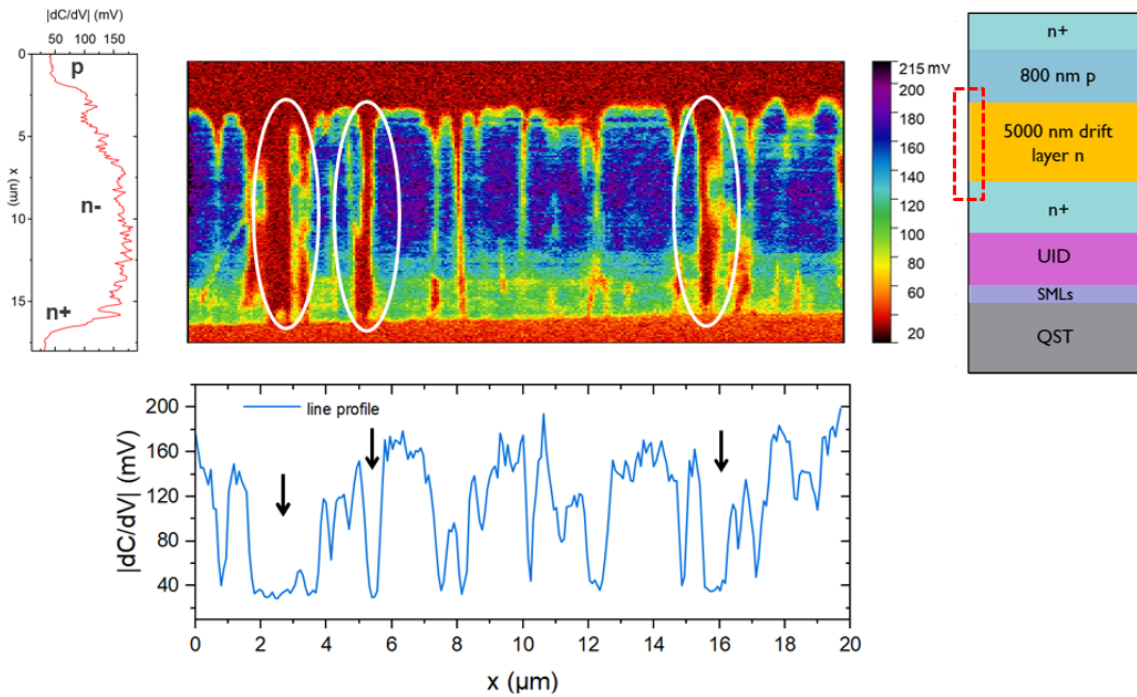 |dC/dV| (mV)
50 100 150
0
5
10
15
x (µm)
p
n-
n+
215 mV
200
180
160
140
120
100
80
60
40
20
n+
800 nm p
5000 nm drift
layer n
n+
UID
SMLs
QST
200
160
120
80
40
|dC/dV| (mV)
line profile
0 2 4 6 8 10 12 14 16 18 20
x (µm)